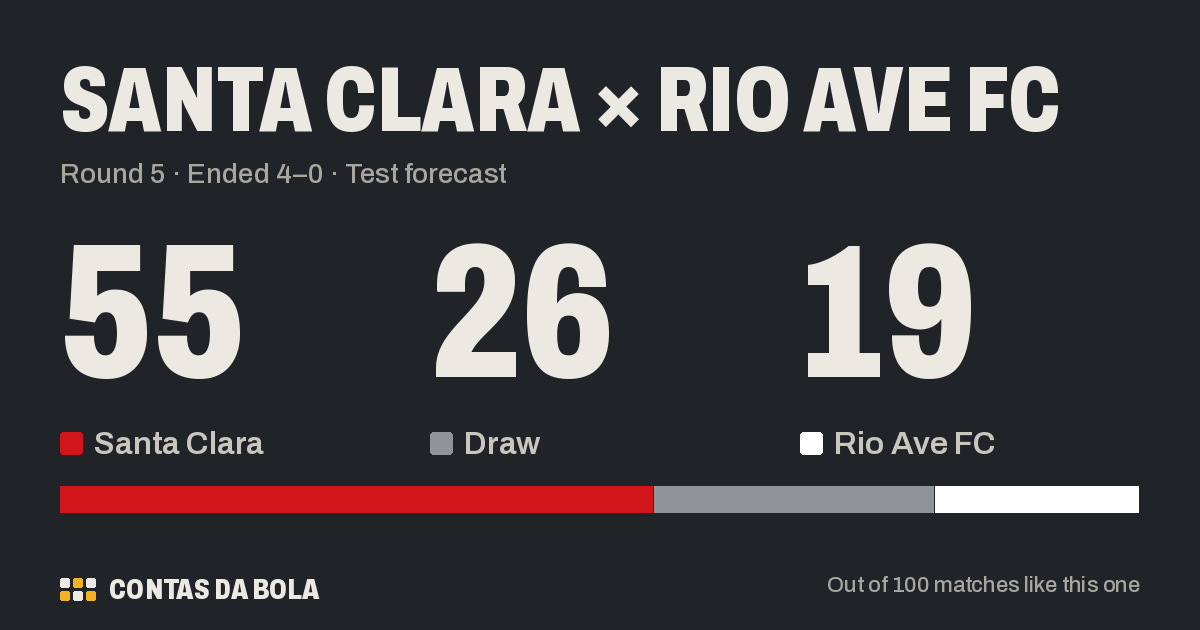 SANTA CLARA × RIO AVE FC
Round 5 · Ended 4–0 · Test forecast
55 26 19
Santa Clara Draw Rio Ave FC
CONTAS DA BOLA
Out of 100 matches like this one